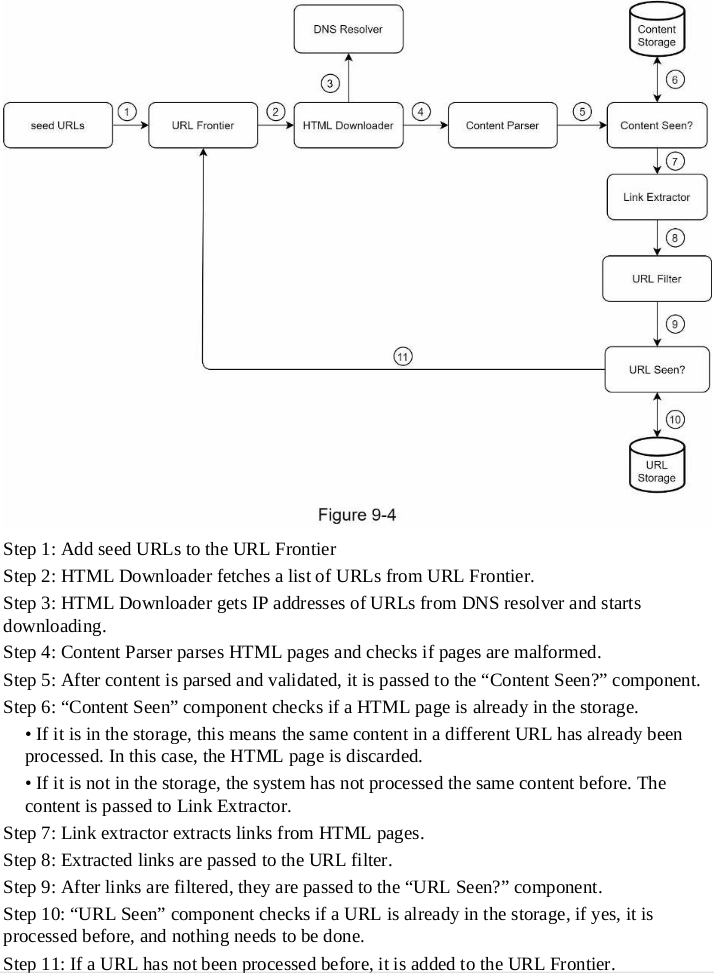 DNS Resolver
Content
Storage
3
6
1
2
4
5
seed URLs
URL Frontier
HTML Downloader
Content Parser
Content Seen?
7
Link Extractor
8
URL Filter
9
11
URL Seen?
10
URL
Storage
Figure 9-4
Step 1: Add seed URLs to the URL Frontier
Step 2: HTML Downloader fetches a list of URLs from URL Frontier.
Step 3: HTML Downloader gets IP addresses of URLs from DNS resolver and starts
downloading.
Step 4: Content Parser parses HTML pages and checks if pages are malformed.
Step 5: After content is parsed and validated, it is passed to the “Content Seen?” component.
Step 6: “Content Seen” component checks if a HTML page is already in the storage.
• If it is in the storage, this means the same content in a different URL has already been
processed. In this case, the HTML page is discarded.
• If it is not in the storage, the system has not processed the same content before. The
content is passed to Link Extractor.
Step 7: Link extractor extracts links from HTML pages.
Step 8: Extracted links are passed to the URL filter.
Step 9: After links are filtered, they are passed to the “URL Seen?” component.
Step 10: “URL Seen” component checks if a URL is already in the storage, if yes, it is
processed before, and nothing needs to be done.
Step 11: If a URL has not been processed before, it is added to the URL Frontier.